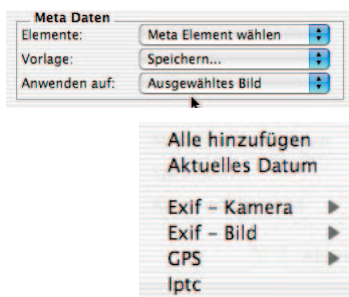 Meta Daten
Elemente: Meta Element wählen
Vorlage: Speichern...
Anwenden auf: Ausgewähltes Bild
Alle hinzufügen
Aktuelles Datum
Exif – Kamera
Exif – Bild
GPS
Iptc